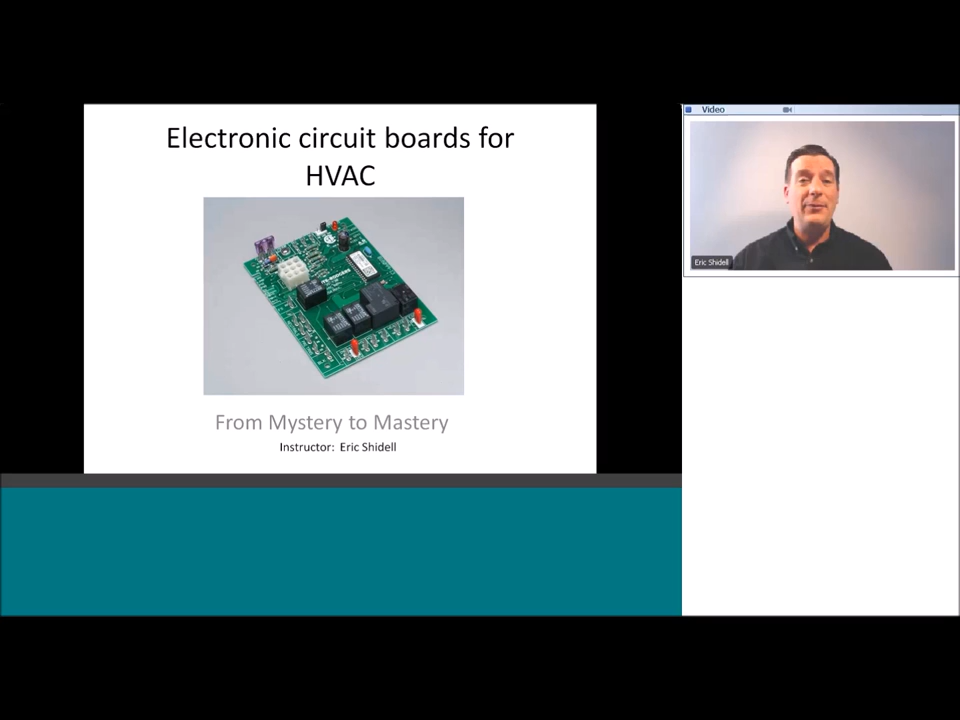 Electronic circuit boards for
HVAC
From Mystery to Mastery
Instructor: Eric Shidell
Video
Eric Shidell